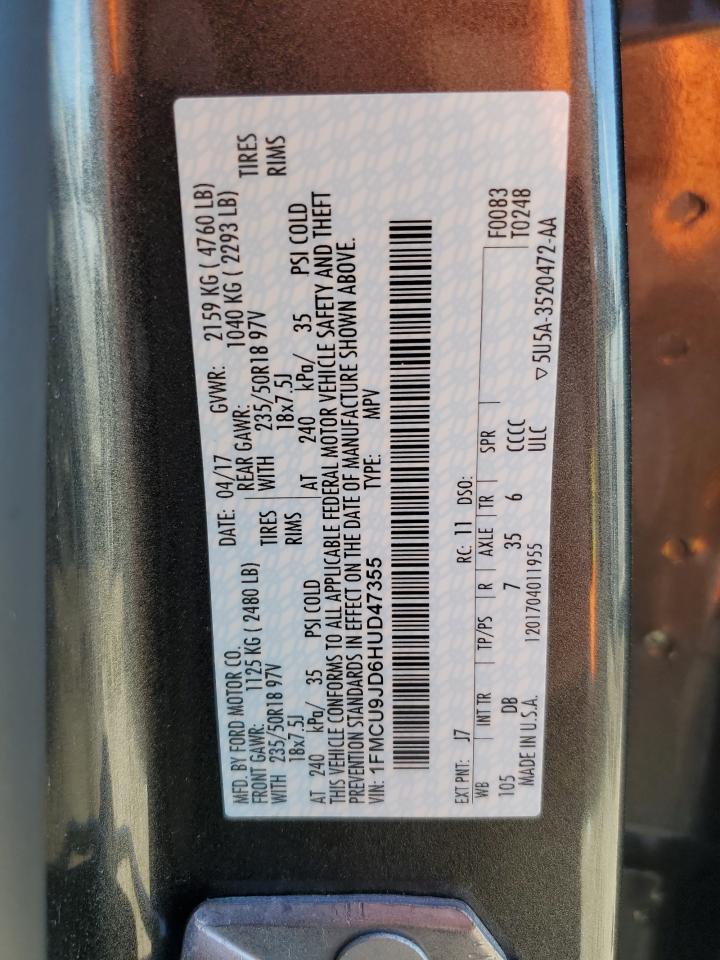 MFD. BY FORD MOTOR CO. DATE: 04/17 GVWR: 2159 KG ( 4760 LB)
FRONT GAWR: 1125 KG ( 2480 LB) REAR GAWR: 1040 KG ( 2293 LB)
WITH 235/50R18 97V TIRES WITH 235/50R18 97V TIRES
18x7.5J RIMS 18x7.5J RIMS
AT 240 kPa/ 35 PSI COLD AT 240 kPa/ 35 PSI COLD
THIS VEHICLE CONFORMS TO ALL APPLICABLE FEDERAL MOTOR VEHICLE SAFETY AND THEFT
PREVENTION STANDARDS IN EFFECT ON THE DATE OF MANUFACTURE SHOWN ABOVE.
VIN: 1FMCU9JD6HUD47355 TYPE: MPV
EXT PNT: J7 RC: 11 DSO: F0083
WB INT TR TP/PS R AXLE TR SPR T0248
105 DB 7 35 6 CCCC
MADE IN U.S.A. 1201704011955 ULC ▽5U5A-3520472-AA